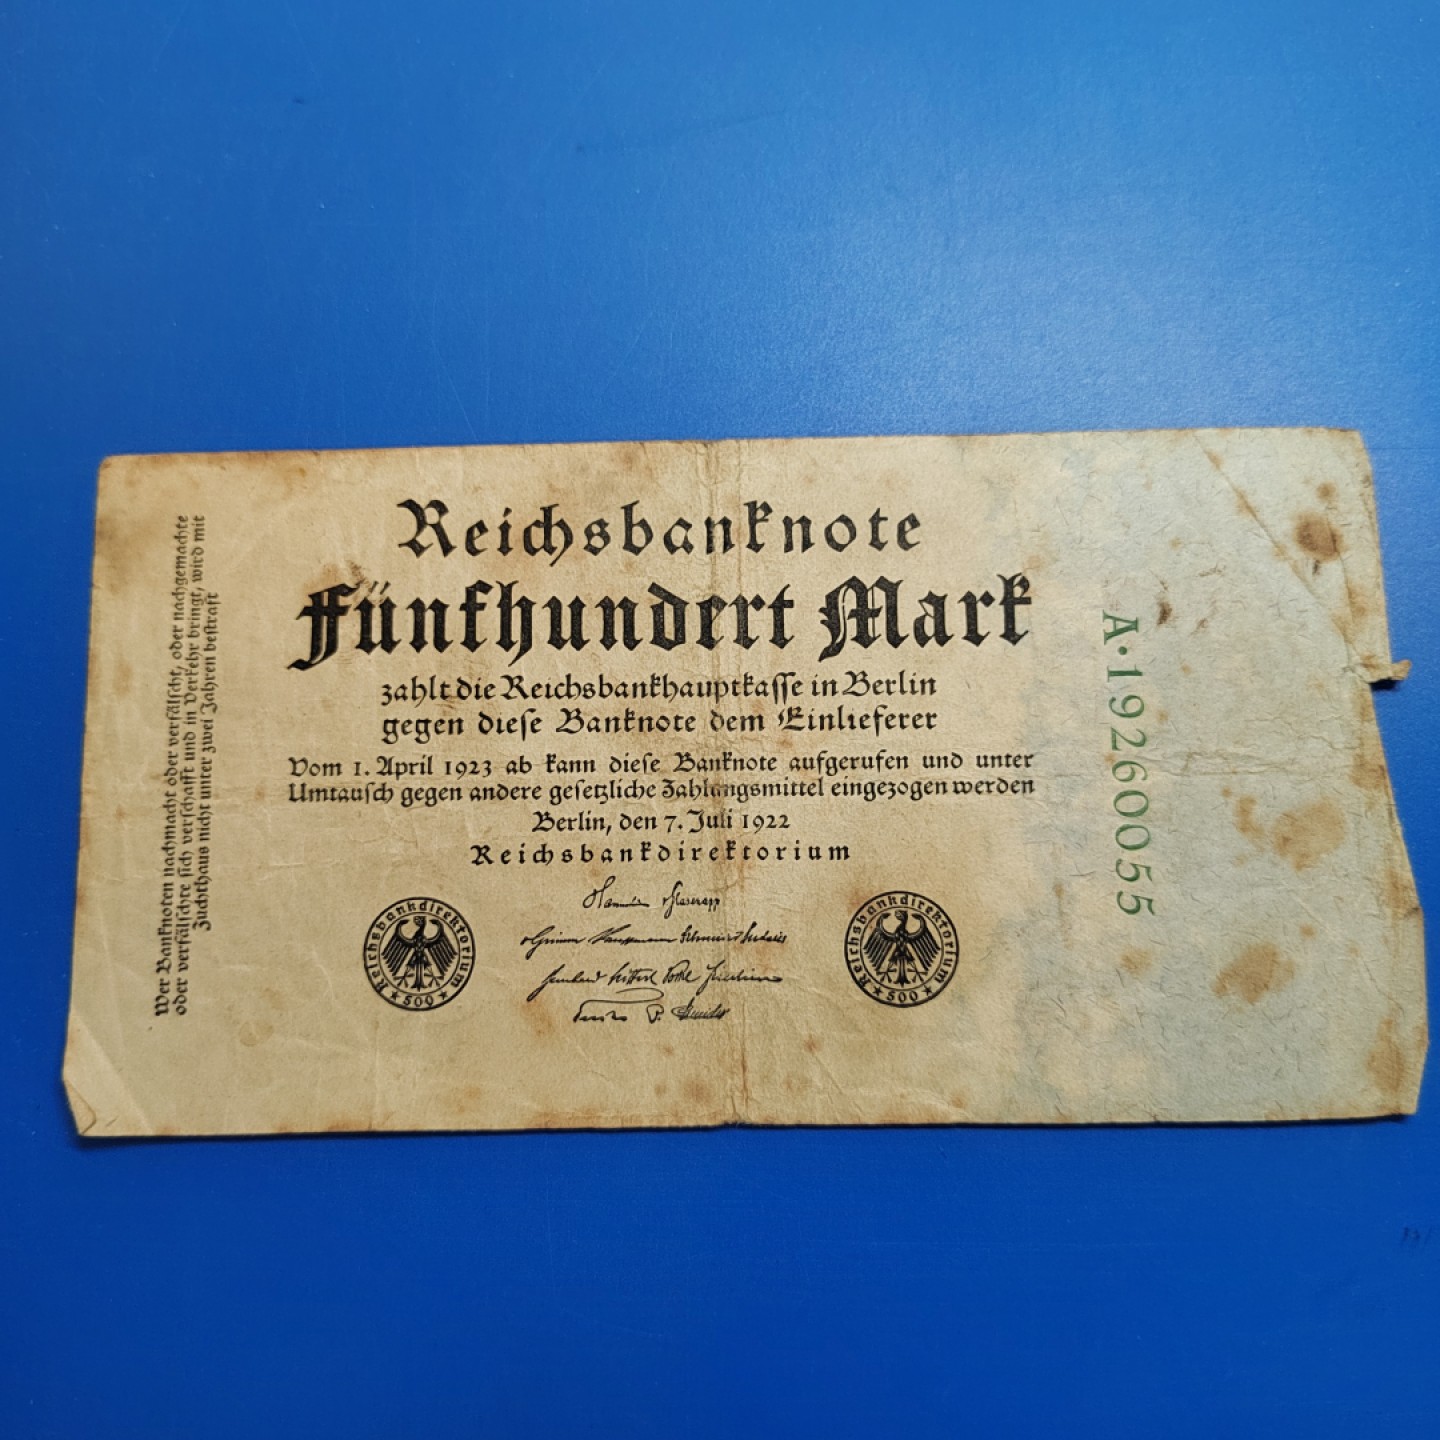 Reichsbanknote
Fünfhundert Mark
zahlt die Reichsbankhauptkasse in Berlin
gegen diese Banknote dem Einlieferer
Vom 1. April 1923 ab kann diese Banknote aufgerufen und unter
Umtausch gegen andere gesetzliche Zahlungsmittel eingezogen werden
Berlin, den 7. Juli 1922
Reichsbankdirektorium
Reichsbankdirektorium
★ 500 ★
Reichsbankdirektorium
★ 500 ★
Wer Banknoten nachmacht oder verfälscht, oder nachgemachte
oder verfälschte sich verschafft und in Verkehr bringt, wird mit
Zuchthaus nicht unter zwei Jahren bestraft
A·19260055